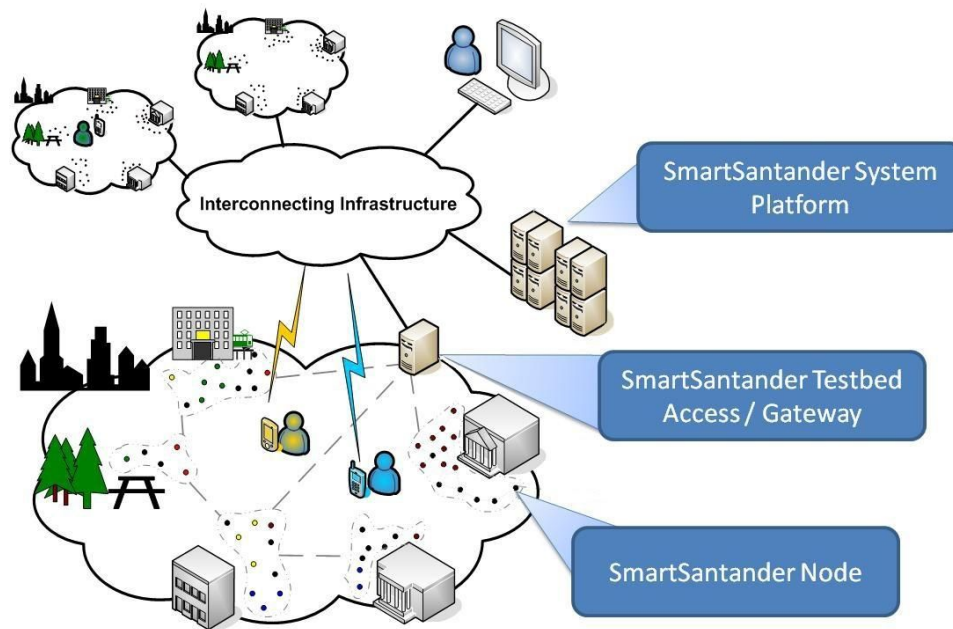 Interconnecting Infrastructure
SmartSantander System
Platform
SmartSantander Testbed
Access / Gateway
SmartSantander Node